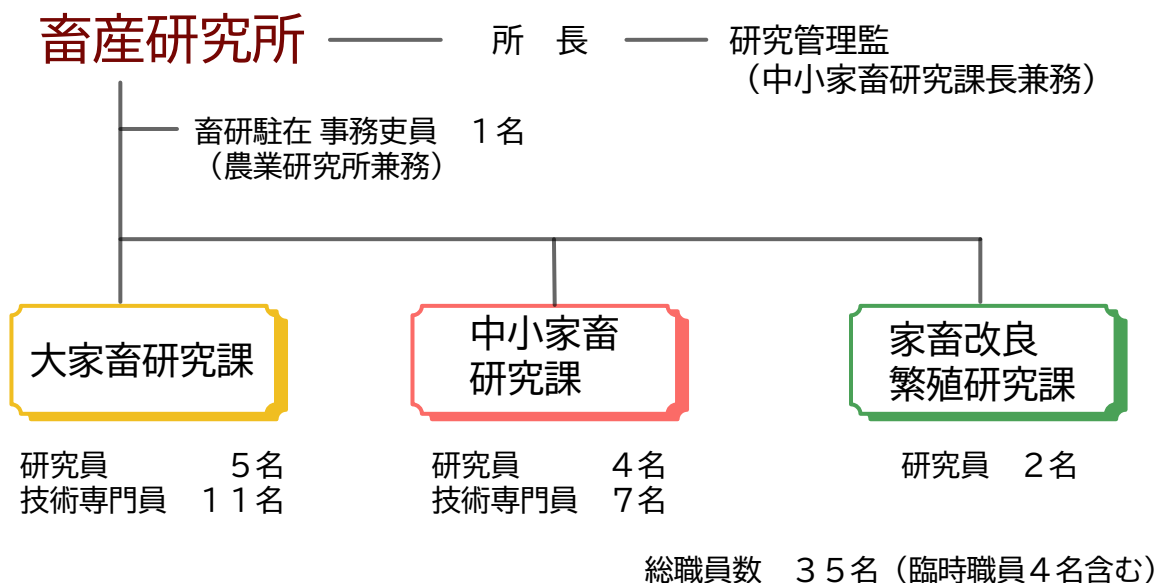 畜産研究所 所　長 研究管理監
（中小家畜研究課長兼務）
畜研駐在 事務吏員　１名
（農業研究所兼務）
大家畜研究課
研究員　　　　５名
技術専門員　１１名
中小家畜
研究課
研究員　　　４名
技術専門員　７名
家畜改良
繁殖研究課
研究員　２名
総職員数　３５名（臨時職員４名含む）